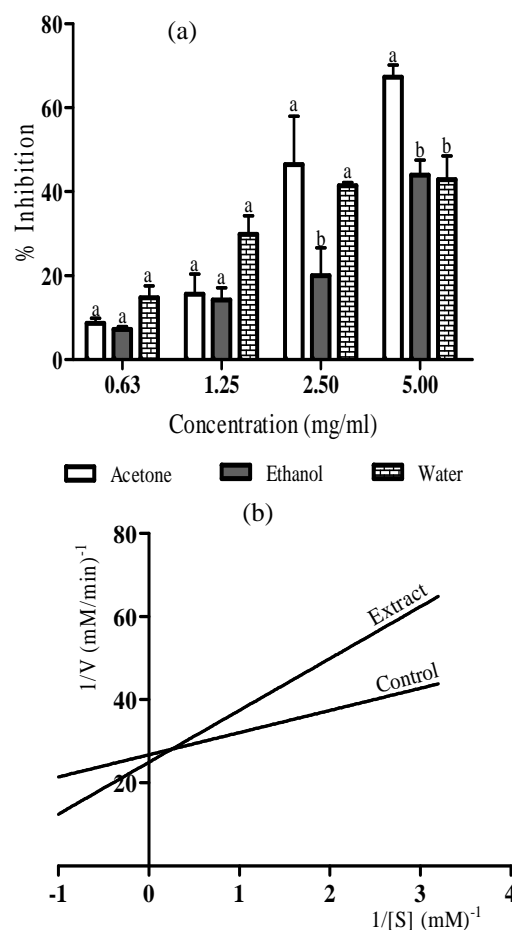 (a)
% Inhibition
80
60
40
20
0
a
a
a
a
a
a
a
b
a
a
b
b
0.63
1.25
2.50
5.00
Concentration (mg/ml)
Acetone
Ethanol
Water
(b)
1/V (mM/min)-1
80
60
40
20
Extract
Control
-1
0
1
2
3
4
1/[S] (mM)-1